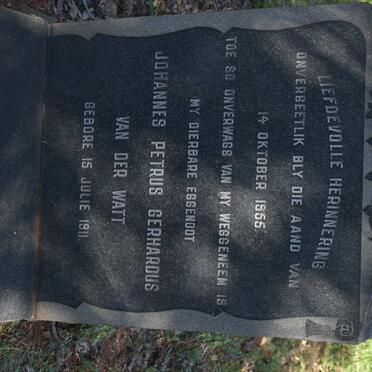 LIEFDEVOLLE HERINNERING
ONVERGEETLIK BLY DIE AAND VAN
14 OKTOBER 1955
TOE SO ONVERWAGS VAN MY WEGGENEEM IS
MY DIERBARE EGGENOOT
JOHANNES PETRUS GERHARDUS
VAN DER WATT
GEBORE 15 JULIE 1911